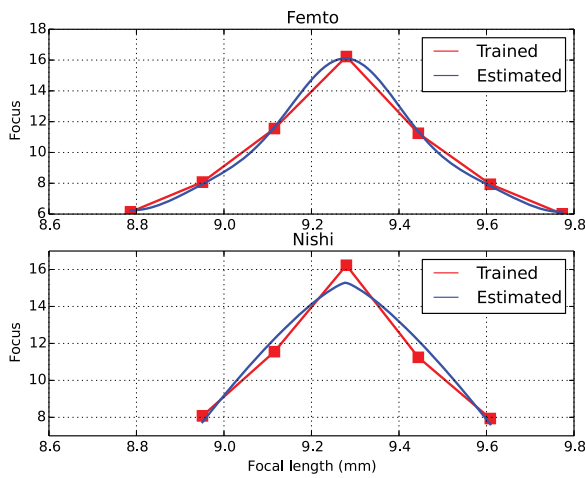 Femto
18
16
14
12
10
8
6
Focus
Trained
Estimated
8.6 8.8 9.0 9.2 9.4 9.6 9.8
Nishi
16
14
12
10
8
Focus
Trained
Estimated
8.6 8.8 9.0 9.2 9.4 9.6 9.8
Focal length (mm)